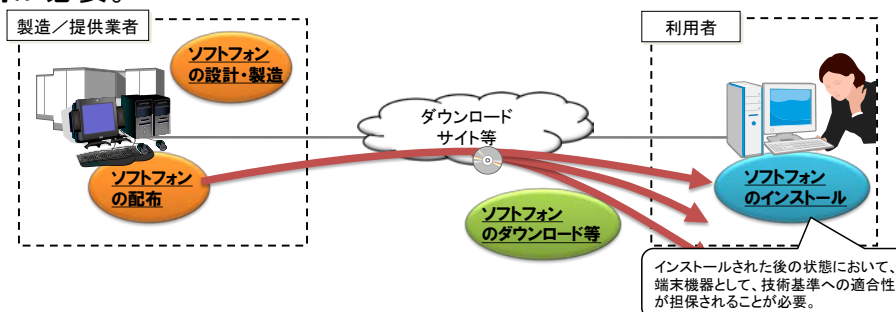 が必要。
製造／提供業者
ソフトフォン
の設計・製造
ソフトフォン
の配布
ダウンロード
サイト等
ソフトフォン
のダウンロード等
利用者
ソフトフォン
のインストール
インストールされた後の状態において、
端末機器として、技術基準への適合性
が担保されることが必要。